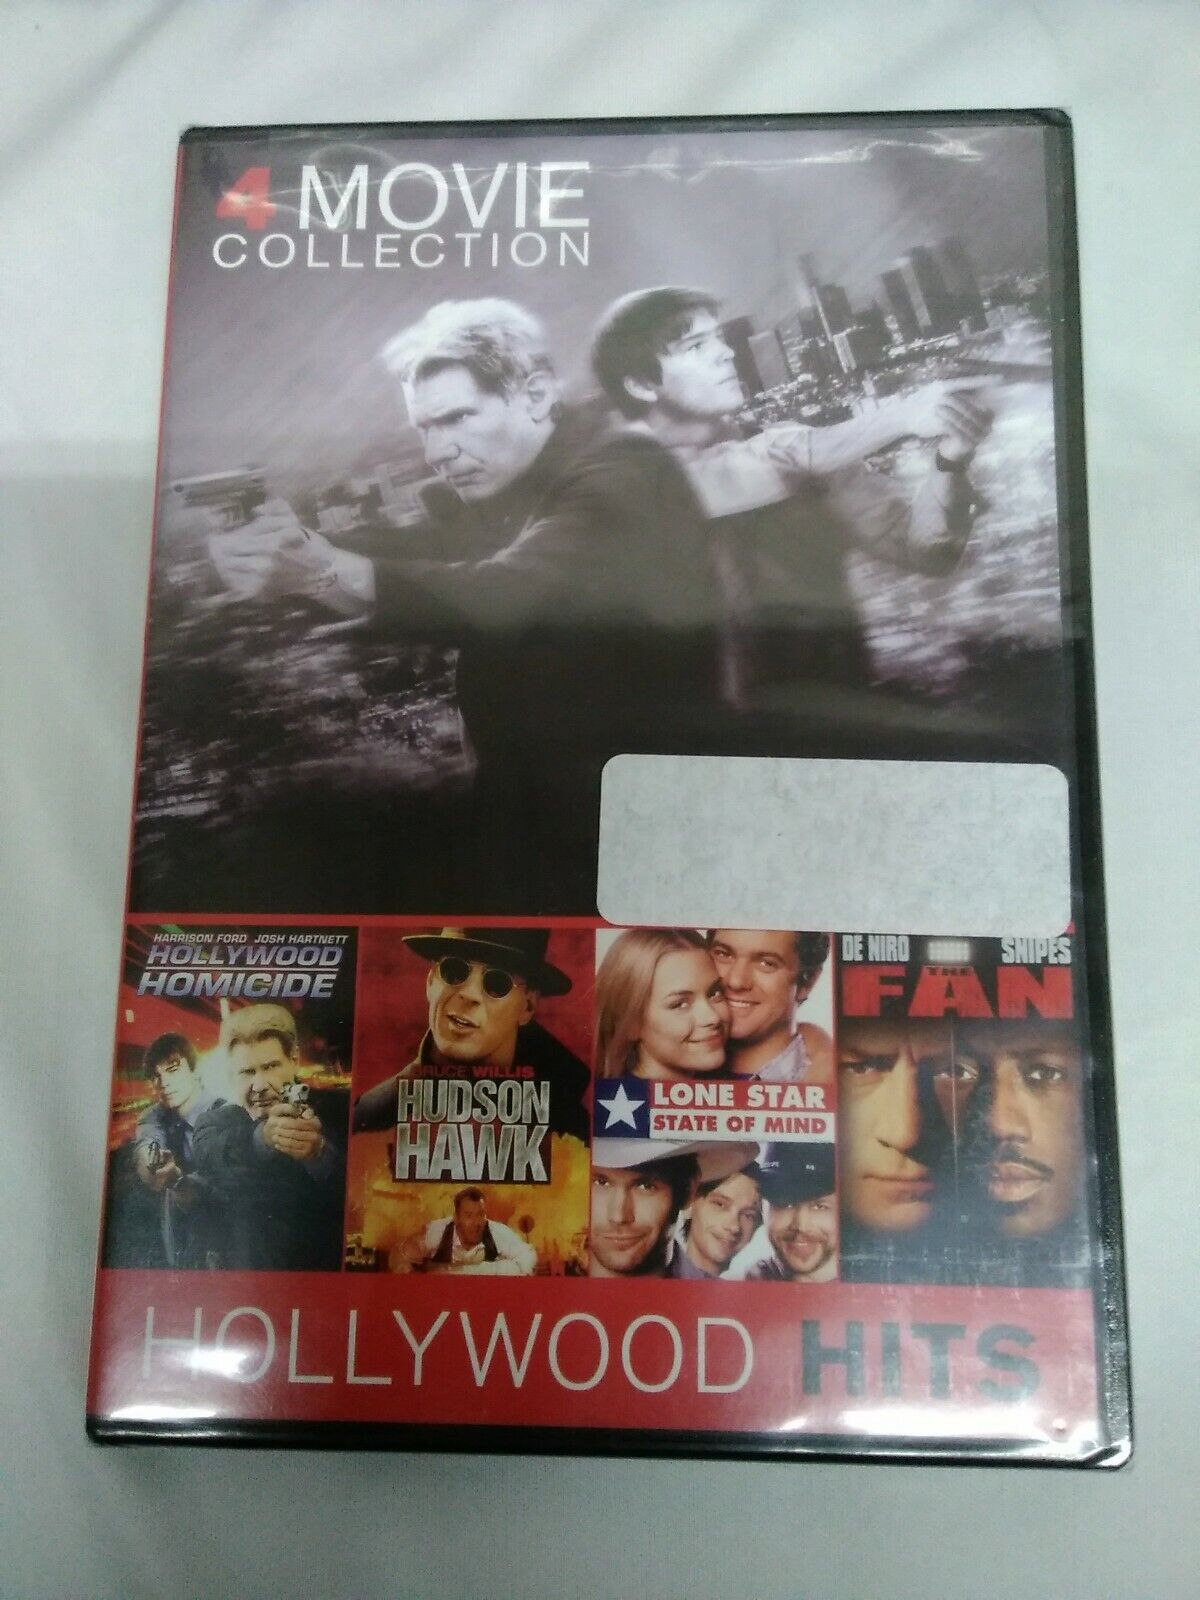 4 MOVIE
COLLECTION
HARRISON FORD JOSH HARTNETT
HOLLYWOOD
HOMICIDE
BRUCE WILLIS
HUDSON
HAWK
LONE STAR
STATE OF MIND
DE NIRO SNIPES
THE
FAN
HOLLYWOOD HITS